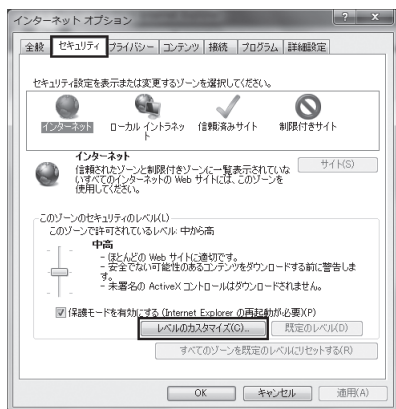 インターネット オプション
全般 セキュリティ プライバシー コンテンツ 接続 プログラム 詳細設定
セキュリティ設定を表示または変更するゾーンを選択してください。
インターネット ローカル イントラネット 信頼済みサイト 制限付きサイト
インターネット
信頼されたゾーンと制限付きゾーンに一覧表示されていな
いすべてのインターネットの Web サイトには、このゾーンを
使用してください。
サイト(S)
このゾーンのセキュリティのレベル(L)
このゾーンで許可されているレベル: 中から高
中高
- ほとんどの Web サイトに適切です。
- 安全でない可能性のあるコンテンツをダウンロードする前に警告しま
す。
- 未署名の ActiveX コントロールはダウンロードされません。
保護モードを有効にする (Internet Explorer の再起動が必要)(P)
レベルのカスタマイズ(C)... 既定のレベル(D)
すべてのゾーンを既定のレベルにリセットする(R)
OK キャンセル 適用(A)